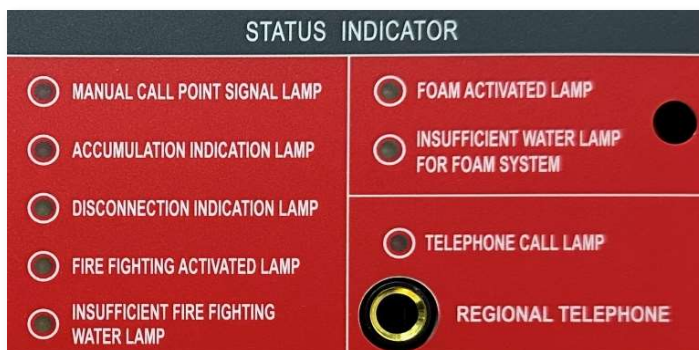 STATUS INDICATOR
MANUAL CALL POINT SIGNAL LAMP
ACCUMULATION INDICATION LAMP
DISCONNECTION INDICATION LAMP
FIRE FIGHTING ACTIVATED LAMP
INSUFFICIENT FIRE FIGHTING
WATER LAMP
FOAM ACTIVATED LAMP
INSUFFICIENT WATER LAMP
FOR FOAM SYSTEM
TELEPHONE CALL LAMP
REGIONAL TELEPHONE